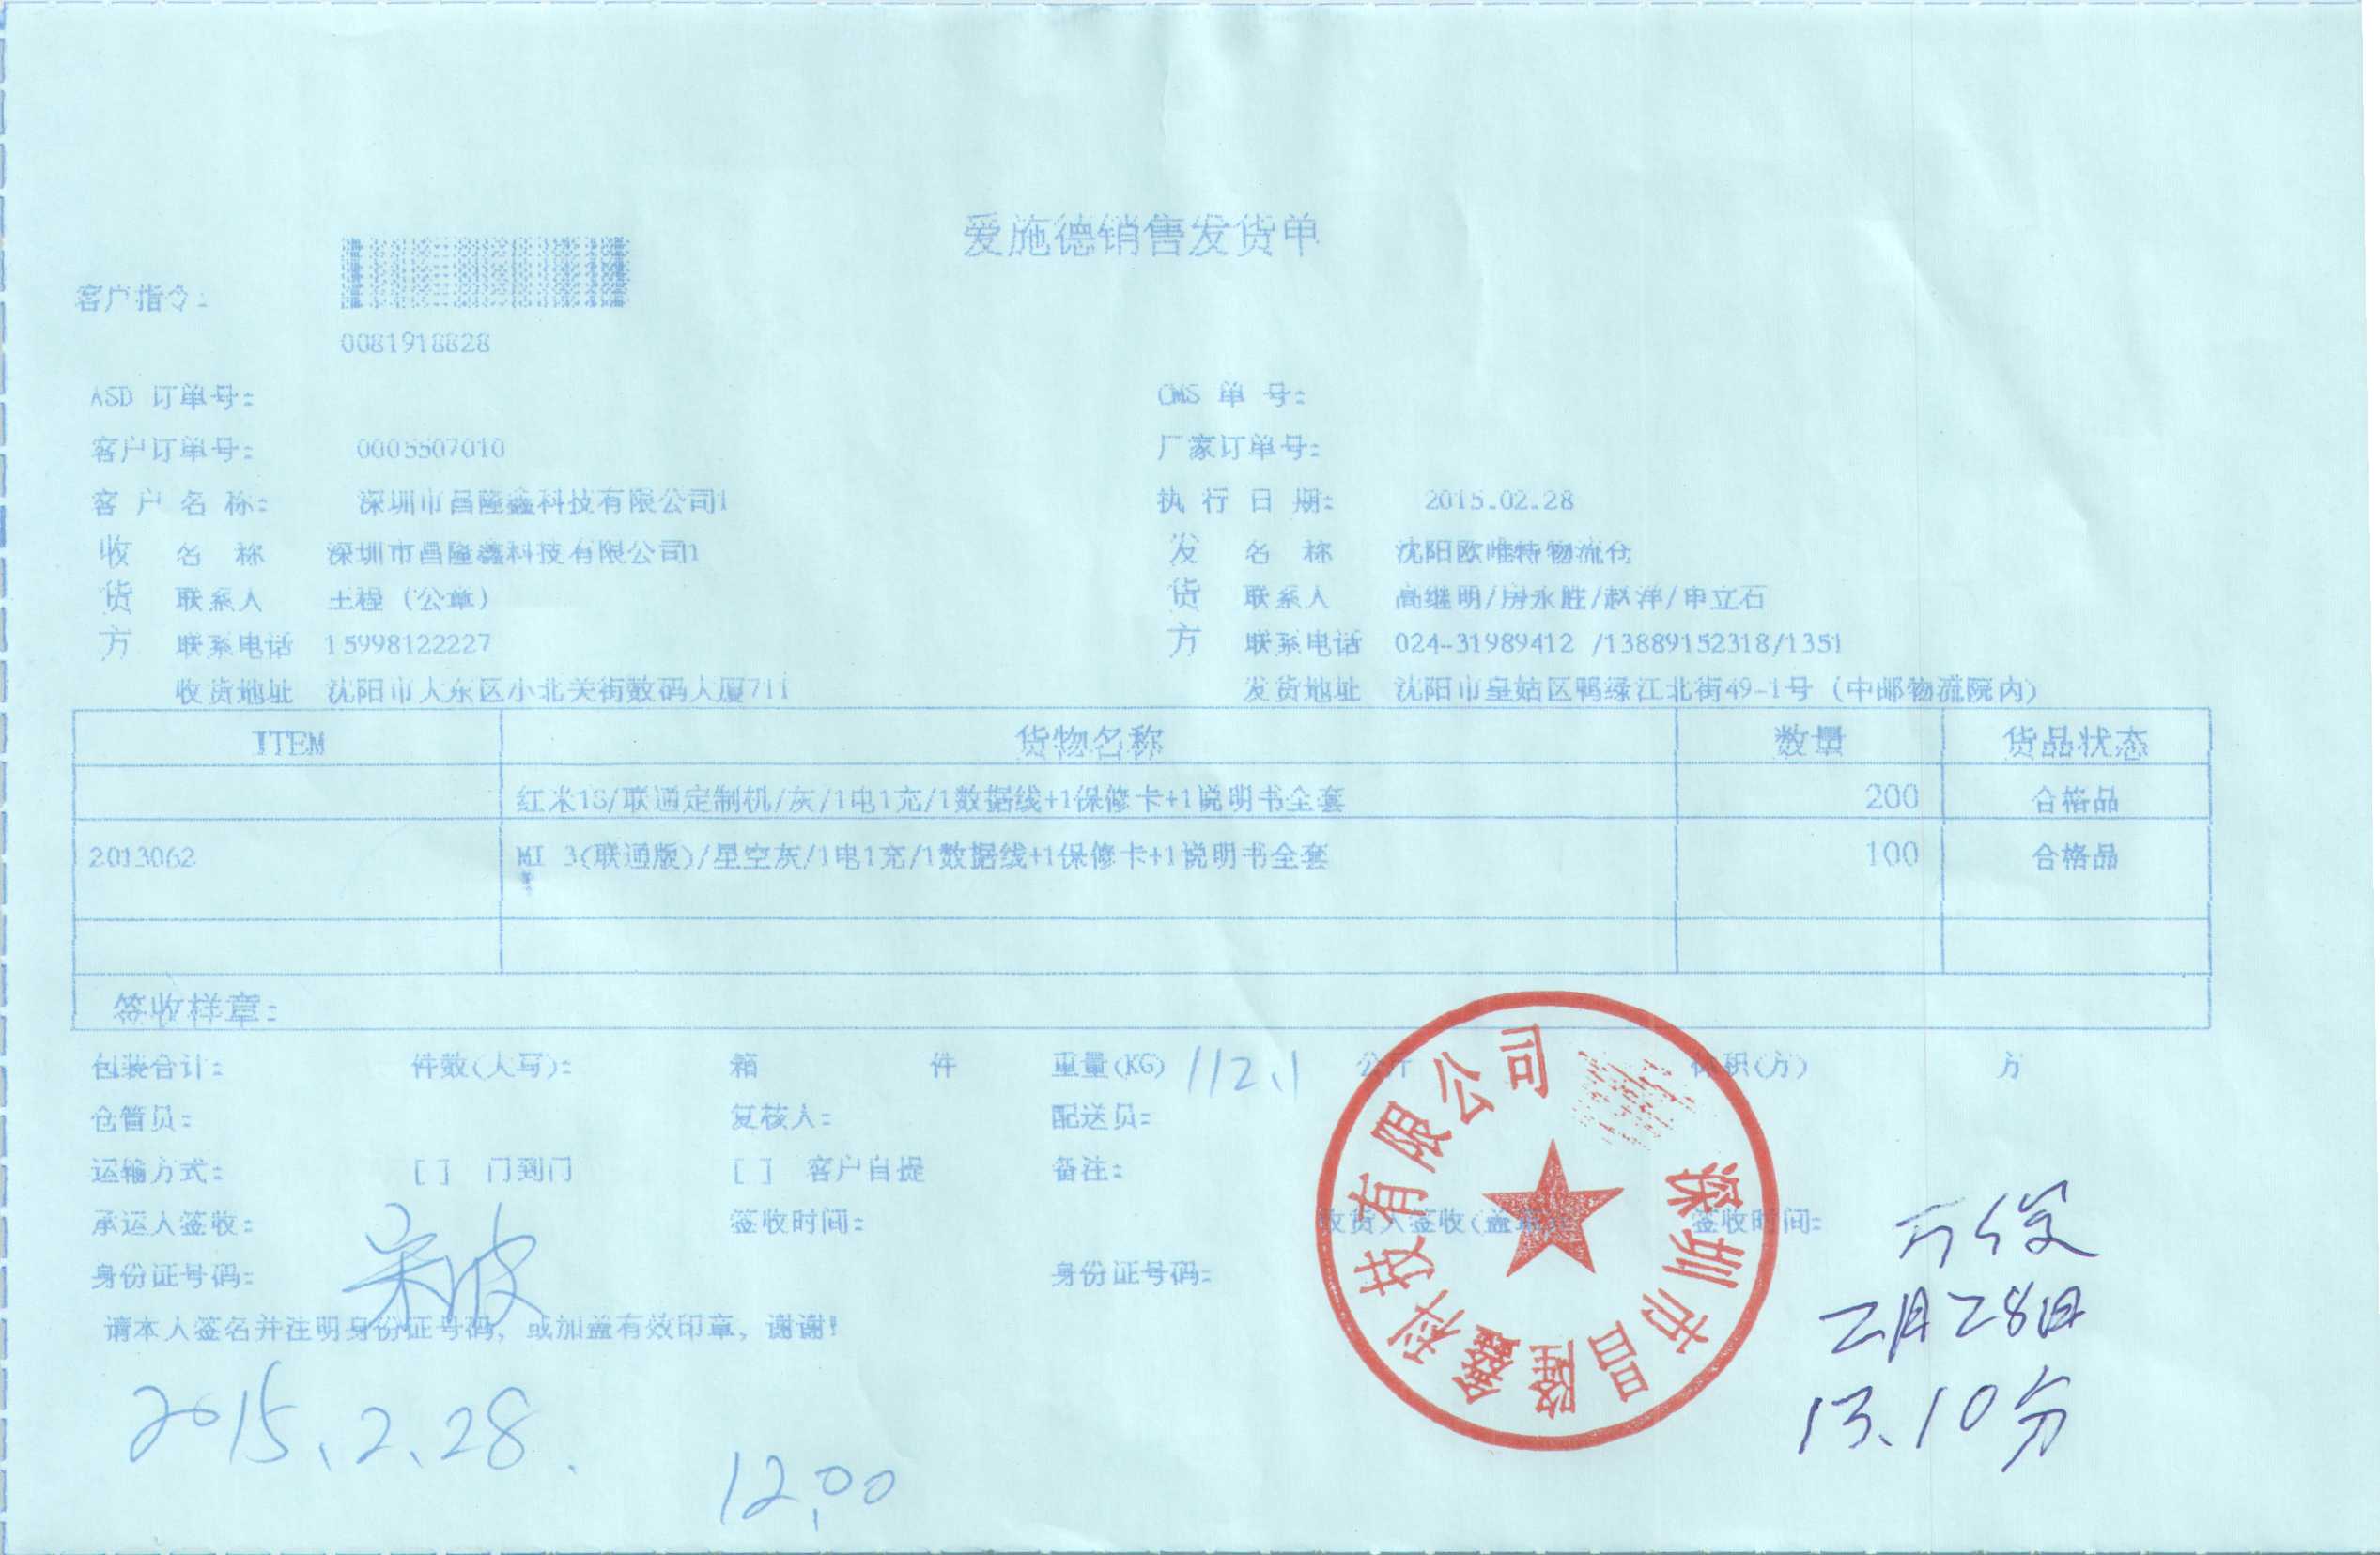 爱施德销售发货单
客户指令:
0081918828
ASD 订单号: OMS 单 号:
客户订单号: 0005507010 厂家订单号:
客 户 名 称: 深圳市昌隆鑫科技有限公司1 执 行 日 期: 2015.02.28
收 名 称 深圳市昌隆鑫科技有限公司1 发 名 称 沈阳欧唯特物流仓
货 联系人 王程 (公章) 货 联系人 高继明/房永胜/赵洋/申立石
方 联系电话 15998122227 方 联系电话 024-31989412 /13889152318/1351
收货地址 沈阳市大东区小北关街数码大厦711 发货地址 沈阳市皇姑区鸭绿江北街49-1号 (中邮物流院内)
ITEM 货物名称 数量 货品状态
红米1S/联通定制机/灰/1电1充/1数据线+1保修卡+1说明书全套 200 合格品
2013062 MI 3(联通版)/星空灰/1电1充/1数据线+1保修卡+1说明书全套 100 合格品
签收样章:
包装合计: 件数(大写): 箱 件 重量(KG) 112.1 公斤 体积(方) 方
仓管员: 复核人: 配送员:
运输方式: [ ] 门到门 [ ] 客户自提 备注:
承运人签收: 签收时间: 收货人签收(盖章): 签收时间:
身份证号码: 身份证号码:
请本人签名并注明身份证号码, 或加盖有效印章, 谢谢!
宋波
2015.2.28.
12.00
深圳市昌隆鑫科技有限公司
万俊
2月28日
13.10分